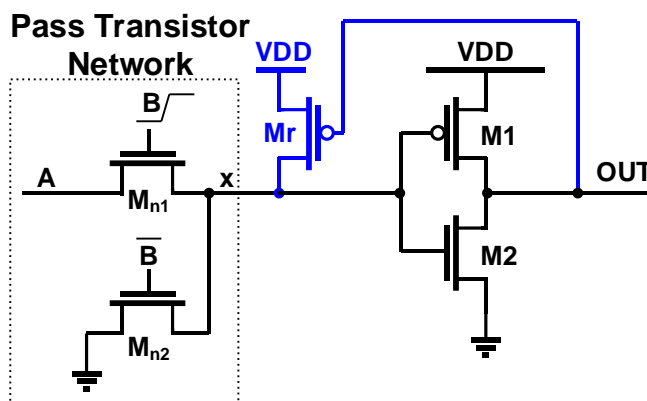 Pass Transistor
Network
VDD
VDD
B
Mr
M1
A
x
OUT
Mn1
B̅
M2
Mn2